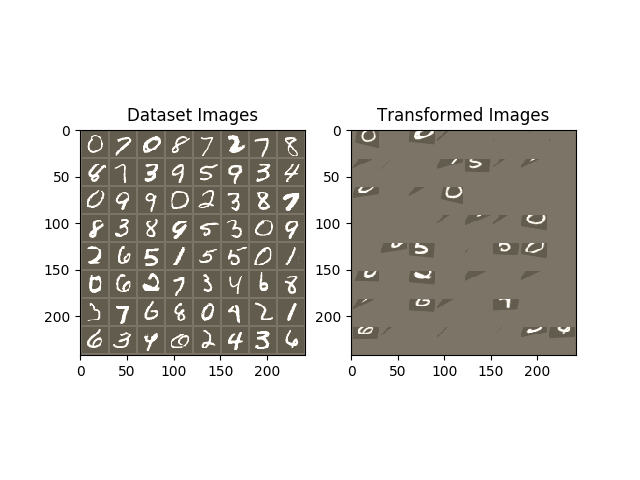 Dataset Images
0 7 0 8 7 2 7 8
8 7 3 9 5 9 3 4
0 9 9 0 2 3 8 7
8 3 8 9 5 3 0 9
2 6 5 1 5 5 0 1
0 6 2 7 3 4 6 8
3 7 6 8 0 9 2 1
6 3 4 0 2 4 3 6
0
50
100
150
200
0 50 100 150 200
Transformed Images
0
50
100
150
200
0 50 100 150 200